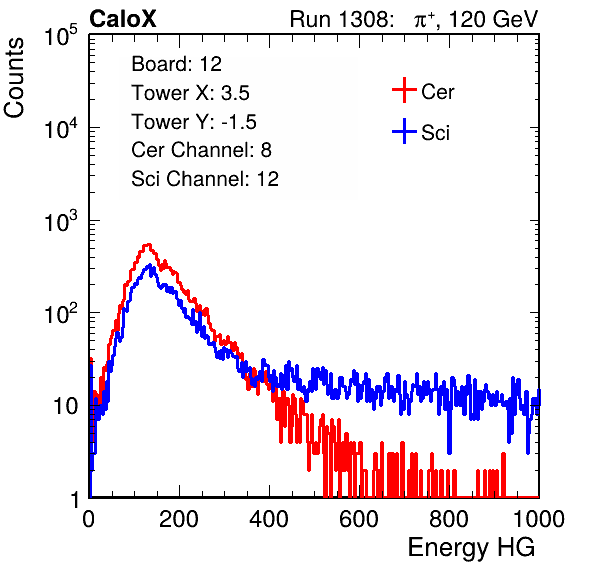 CaloX Run 1308: π⁺, 120 GeV
Counts
Board: 12
Tower X: 3.5
Tower Y: -1.5
Cer Channel: 8
Sci Channel: 12
Cer
Sci
10⁵
10⁴
10³
10²
10
1
0 200 400 600 800 1000
Energy HG